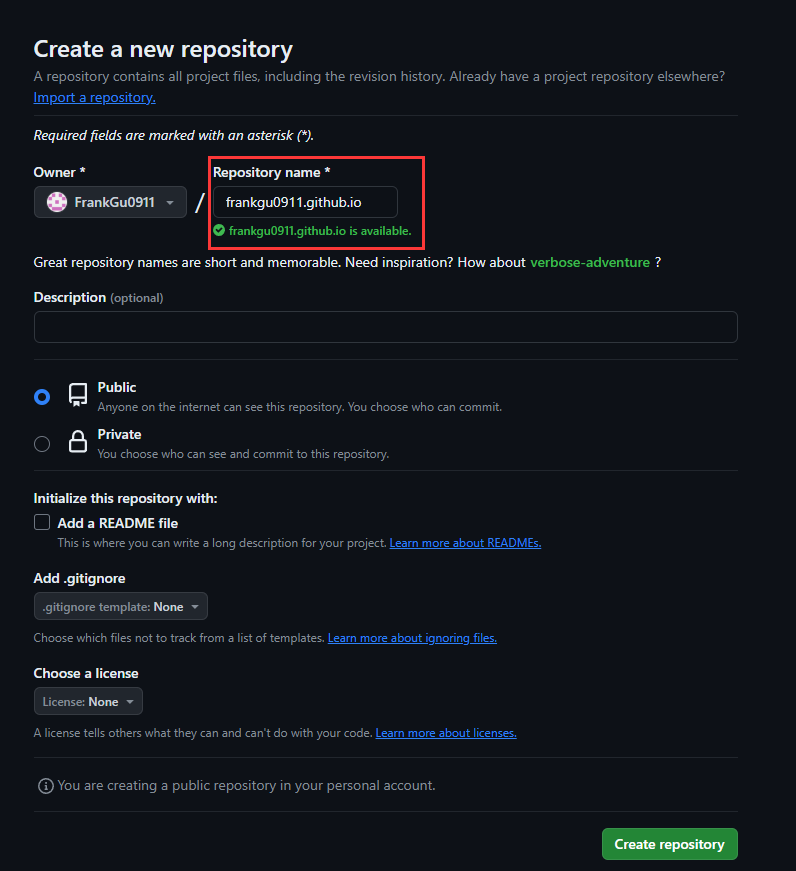 Create a new repository
A repository contains all project files, including the revision history. Already have a project repository elsewhere?
Import a repository.
Required fields are marked with an asterisk (*).
Owner *
Repository name *
FrankGu0911
/
frankgu0911.github.io
frankgu0911.github.io is available.
Great repository names are short and memorable. Need inspiration? How about verbose-adventure ?
Description (optional)
Public
Anyone on the internet can see this repository. You choose who can commit.
Private
You choose who can see and commit to this repository.
Initialize this repository with:
Add a README file
This is where you can write a long description for your project. Learn more about READMEs.
Add .gitignore
.gitignore template: None
Choose which files not to track from a list of templates. Learn more about ignoring files.
Choose a license
License: None
A license tells others what they can and can't do with your code. Learn more about licenses.
You are creating a public repository in your personal account.
Create repository